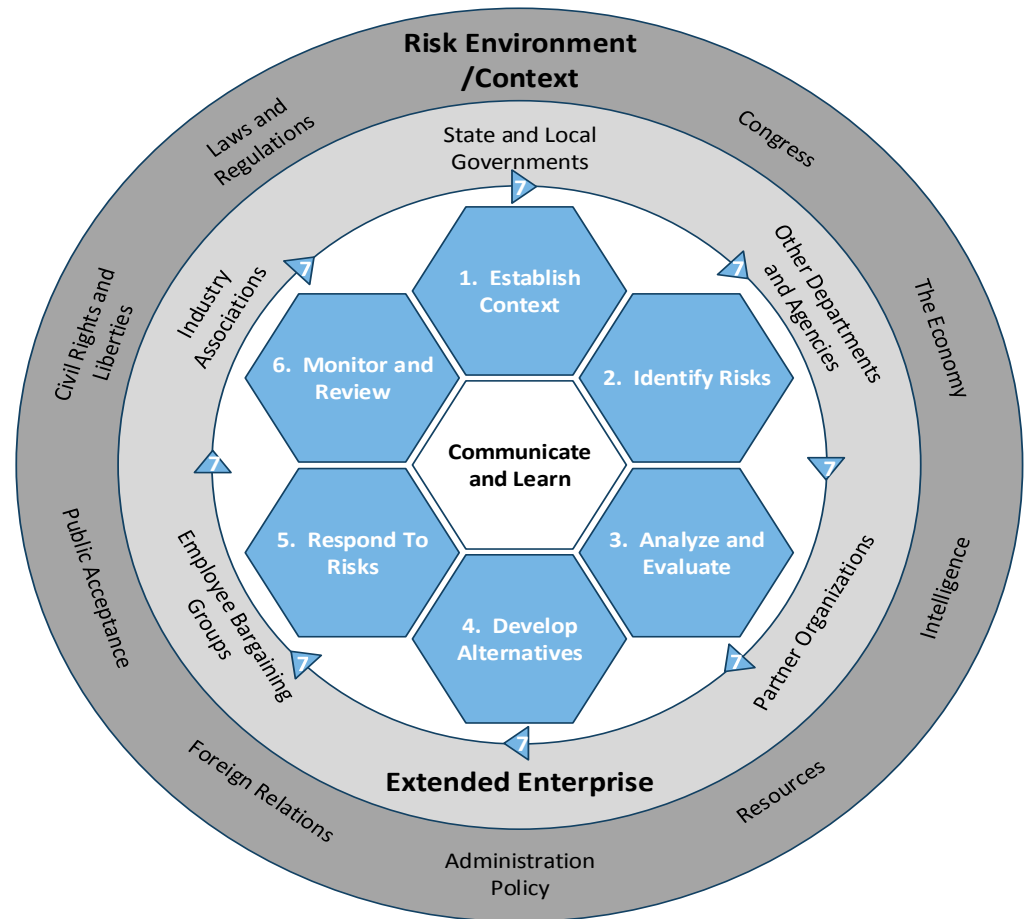 Risk Environment
/Context
Laws and
Regulations
Congress
Civil Rights and
Liberties
The Economy
Public Acceptance
Intelligence
Foreign Relations
Resources
Administration
Policy
State and Local
Governments
Industry
Associations
Other Departments
and Agencies
Employee Bargaining
Groups
Partner Organizations
Extended Enterprise
7
7
7
7
7
7
7
7
1. Establish
Context
2. Identify Risks
3. Analyze and
Evaluate
4. Develop
Alternatives
5. Respond To
Risks
6. Monitor and
Review
Communicate
and Learn